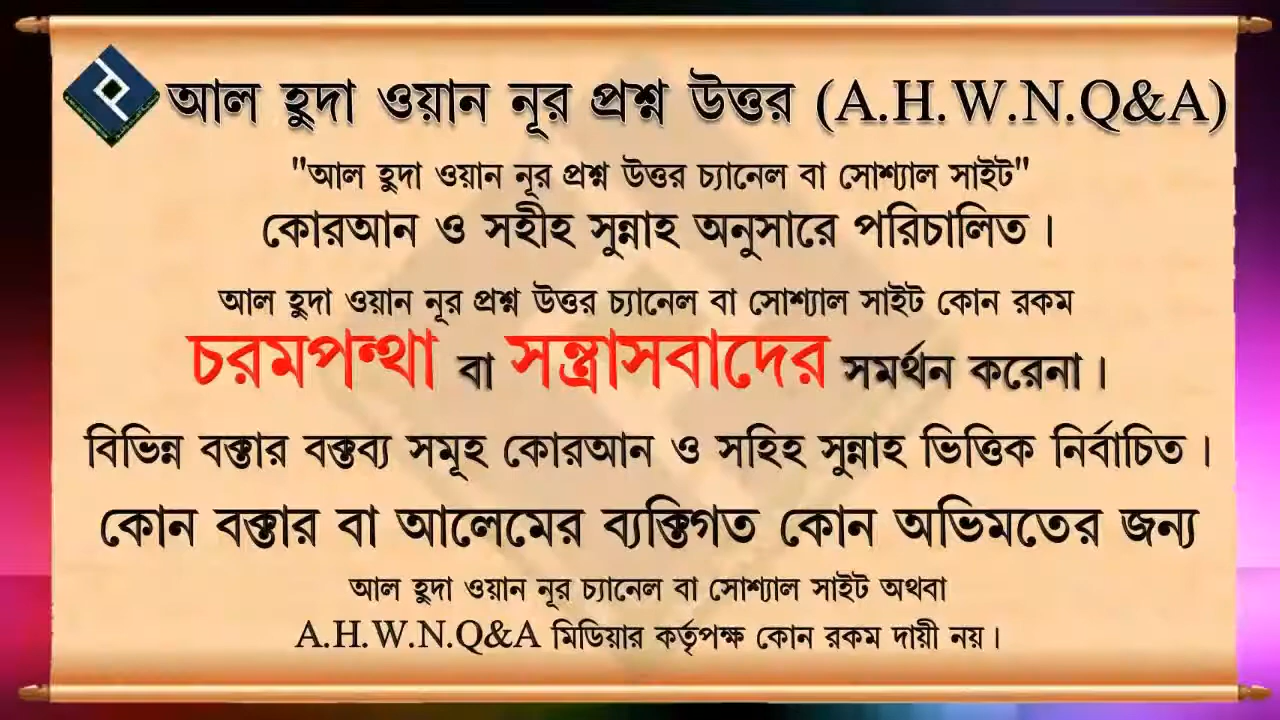 আল হুদা ওয়ান নূর প্রশ্ন উত্তর (A.H.W.N.Q&A)
"আল হুদা ওয়ান নূর প্রশ্ন উত্তর চ্যানেল বা সোশ্যাল সাইট"
কোরআন ও সহীহ সুন্নাহ অনুসারে পরিচালিত।
আল হুদা ওয়ান নূর প্রশ্ন উত্তর চ্যানেল বা সোশ্যাল সাইট কোন রকম
চরমপন্থা বা সন্ত্রাসবাদের সমর্থন করেনা।
বিভিন্ন বক্তার বক্তব্য সমূহ কোরআন ও সহিহ সুন্নাহ ভিত্তিক নির্বাচিত।
কোন বক্তার বা আলেমের ব্যক্তিগত কোন অভিমতের জন্য
আল হুদা ওয়ান নূর চ্যানেল বা সোশ্যাল সাইট অথবা
A.H.W.N.Q&A মিডিয়ার কর্তৃপক্ষ কোন রকম দায়ী নয়।